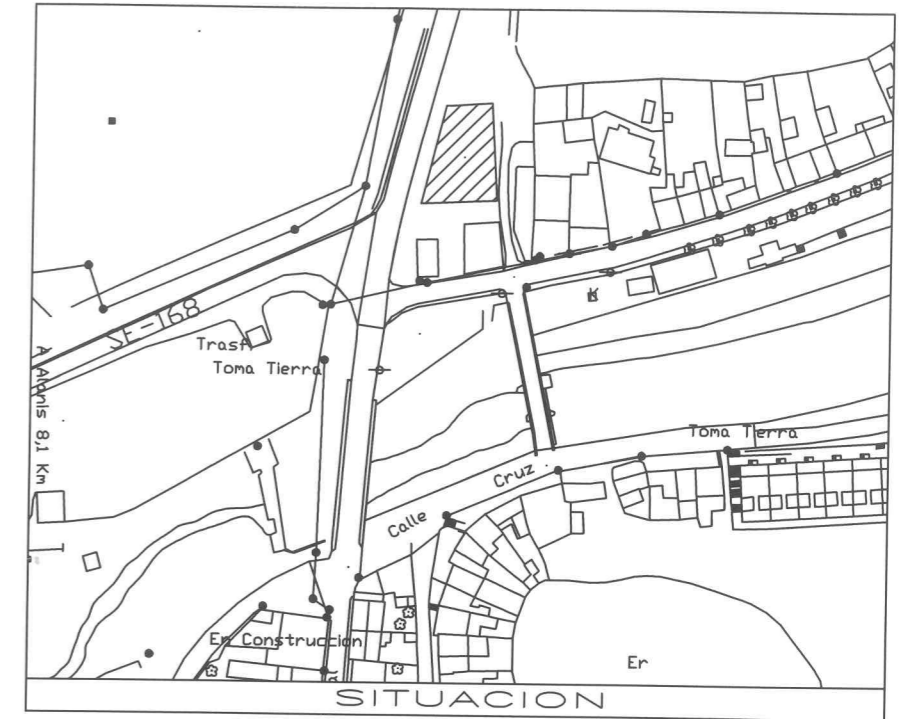 SE-168
Trasf.
Toma Tierra
A Alanis 8,1 Km
Toma Tierra
Calle Cruz
K
En Construccion
Er
SITUACION